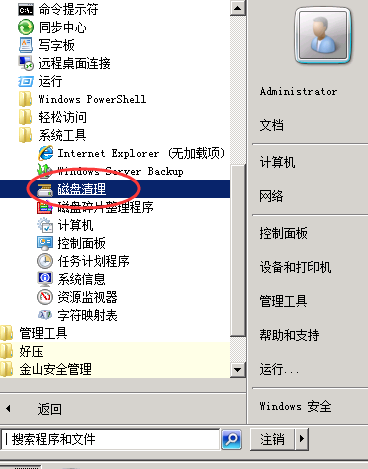 命令提示符
同步中心
写字板
远程桌面连接
运行
Windows PowerShell
轻松访问
系统工具
Internet Explorer (无加载项)
Windows Server Backup
磁盘清理
磁盘碎片整理程序
计算机
控制面板
任务计划程序
系统信息
资源监视器
字符映射表
管理工具
好压
金山安全管理
返回
搜索程序和文件
Administrator
文档
计算机
网络
控制面板
设备和打印机
管理工具
帮助和支持
运行...
Windows 安全
注销